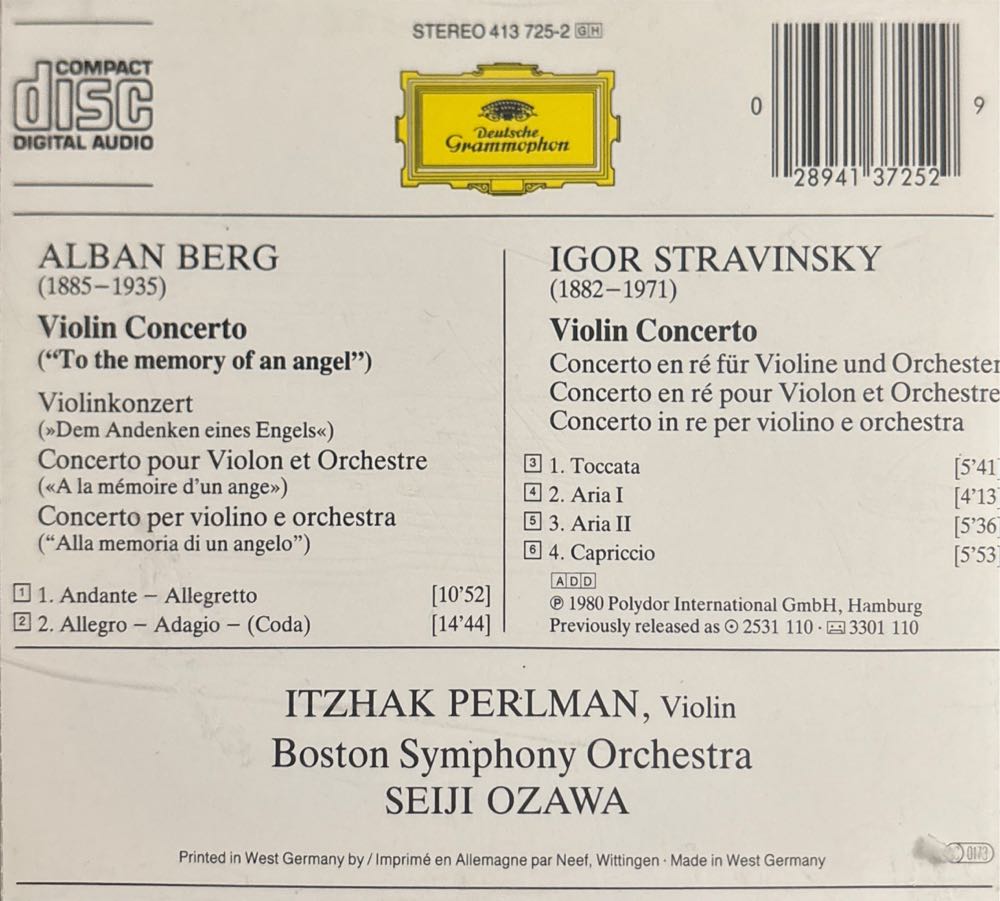 STEREO 413 725-2 GH
COMPACT
disc
DIGITAL AUDIO
Deutsche
Grammophon
0 28941 37252 9
ALBAN BERG
(1885–1935)
Violin Concerto
(“To the memory of an angel”)
Violinkonzert
(»Dem Andenken eines Engels«)
Concerto pour Violon et Orchestre
(«A la mémoire d’un ange»)
Concerto per violino e orchestra
(“Alla memoria di un angelo”)
1 1. Andante – Allegretto [10’52]
2 2. Allegro – Adagio – (Coda) [14’44]
IGOR STRAVINSKY
(1882–1971)
Violin Concerto
Concerto en ré für Violine und Orchester
Concerto en ré pour Violon et Orchestre
Concerto in re per violino e orchestra
3 1. Toccata [5’41]
4 2. Aria I [4’13]
5 3. Aria II [5’36]
6 4. Capriccio [5’53]
ADD
℗ 1980 Polydor International GmbH, Hamburg
Previously released as 2531 110 · 3301 110
ITZHAK PERLMAN, Violin
Boston Symphony Orchestra
SEIJI OZAWA
Printed in West Germany by / Imprimé en Allemagne par Neef, Wittingen · Made in West Germany
0173